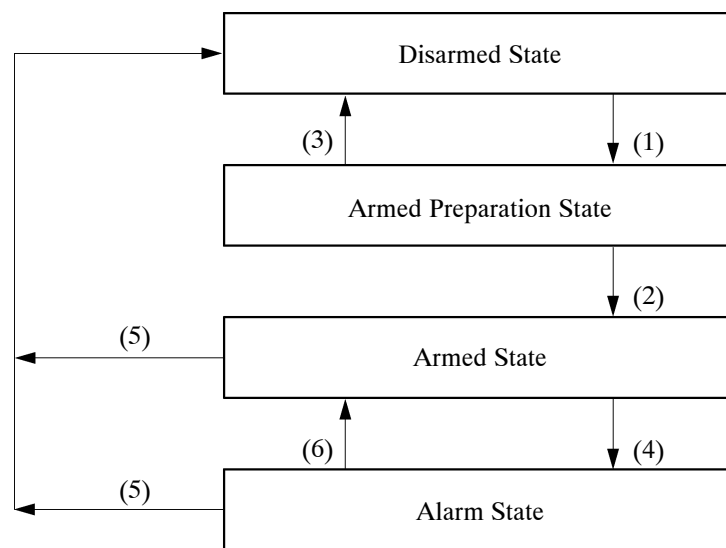 Disarmed State
(3)
(1)
Armed Preparation State
(2)
(5)
Armed State
(6)
(4)
(5)
Alarm State